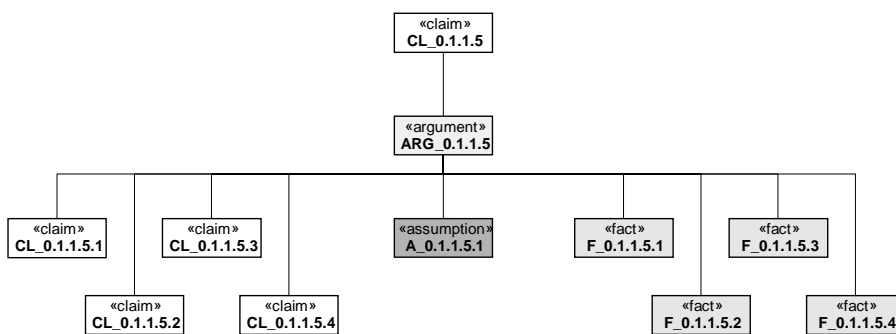 «claim»
CL_0.1.1.5
«argument»
ARG_0.1.1.5
«claim»
CL_0.1.1.5.1
«claim»
CL_0.1.1.5.3
«assumption»
A_0.1.1.5.1
«fact»
F_0.1.1.5.1
«fact»
F_0.1.1.5.3
«claim»
CL_0.1.1.5.2
«claim»
CL_0.1.1.5.4
«fact»
F_0.1.1.5.2
«fact»
F_0.1.1.5.4